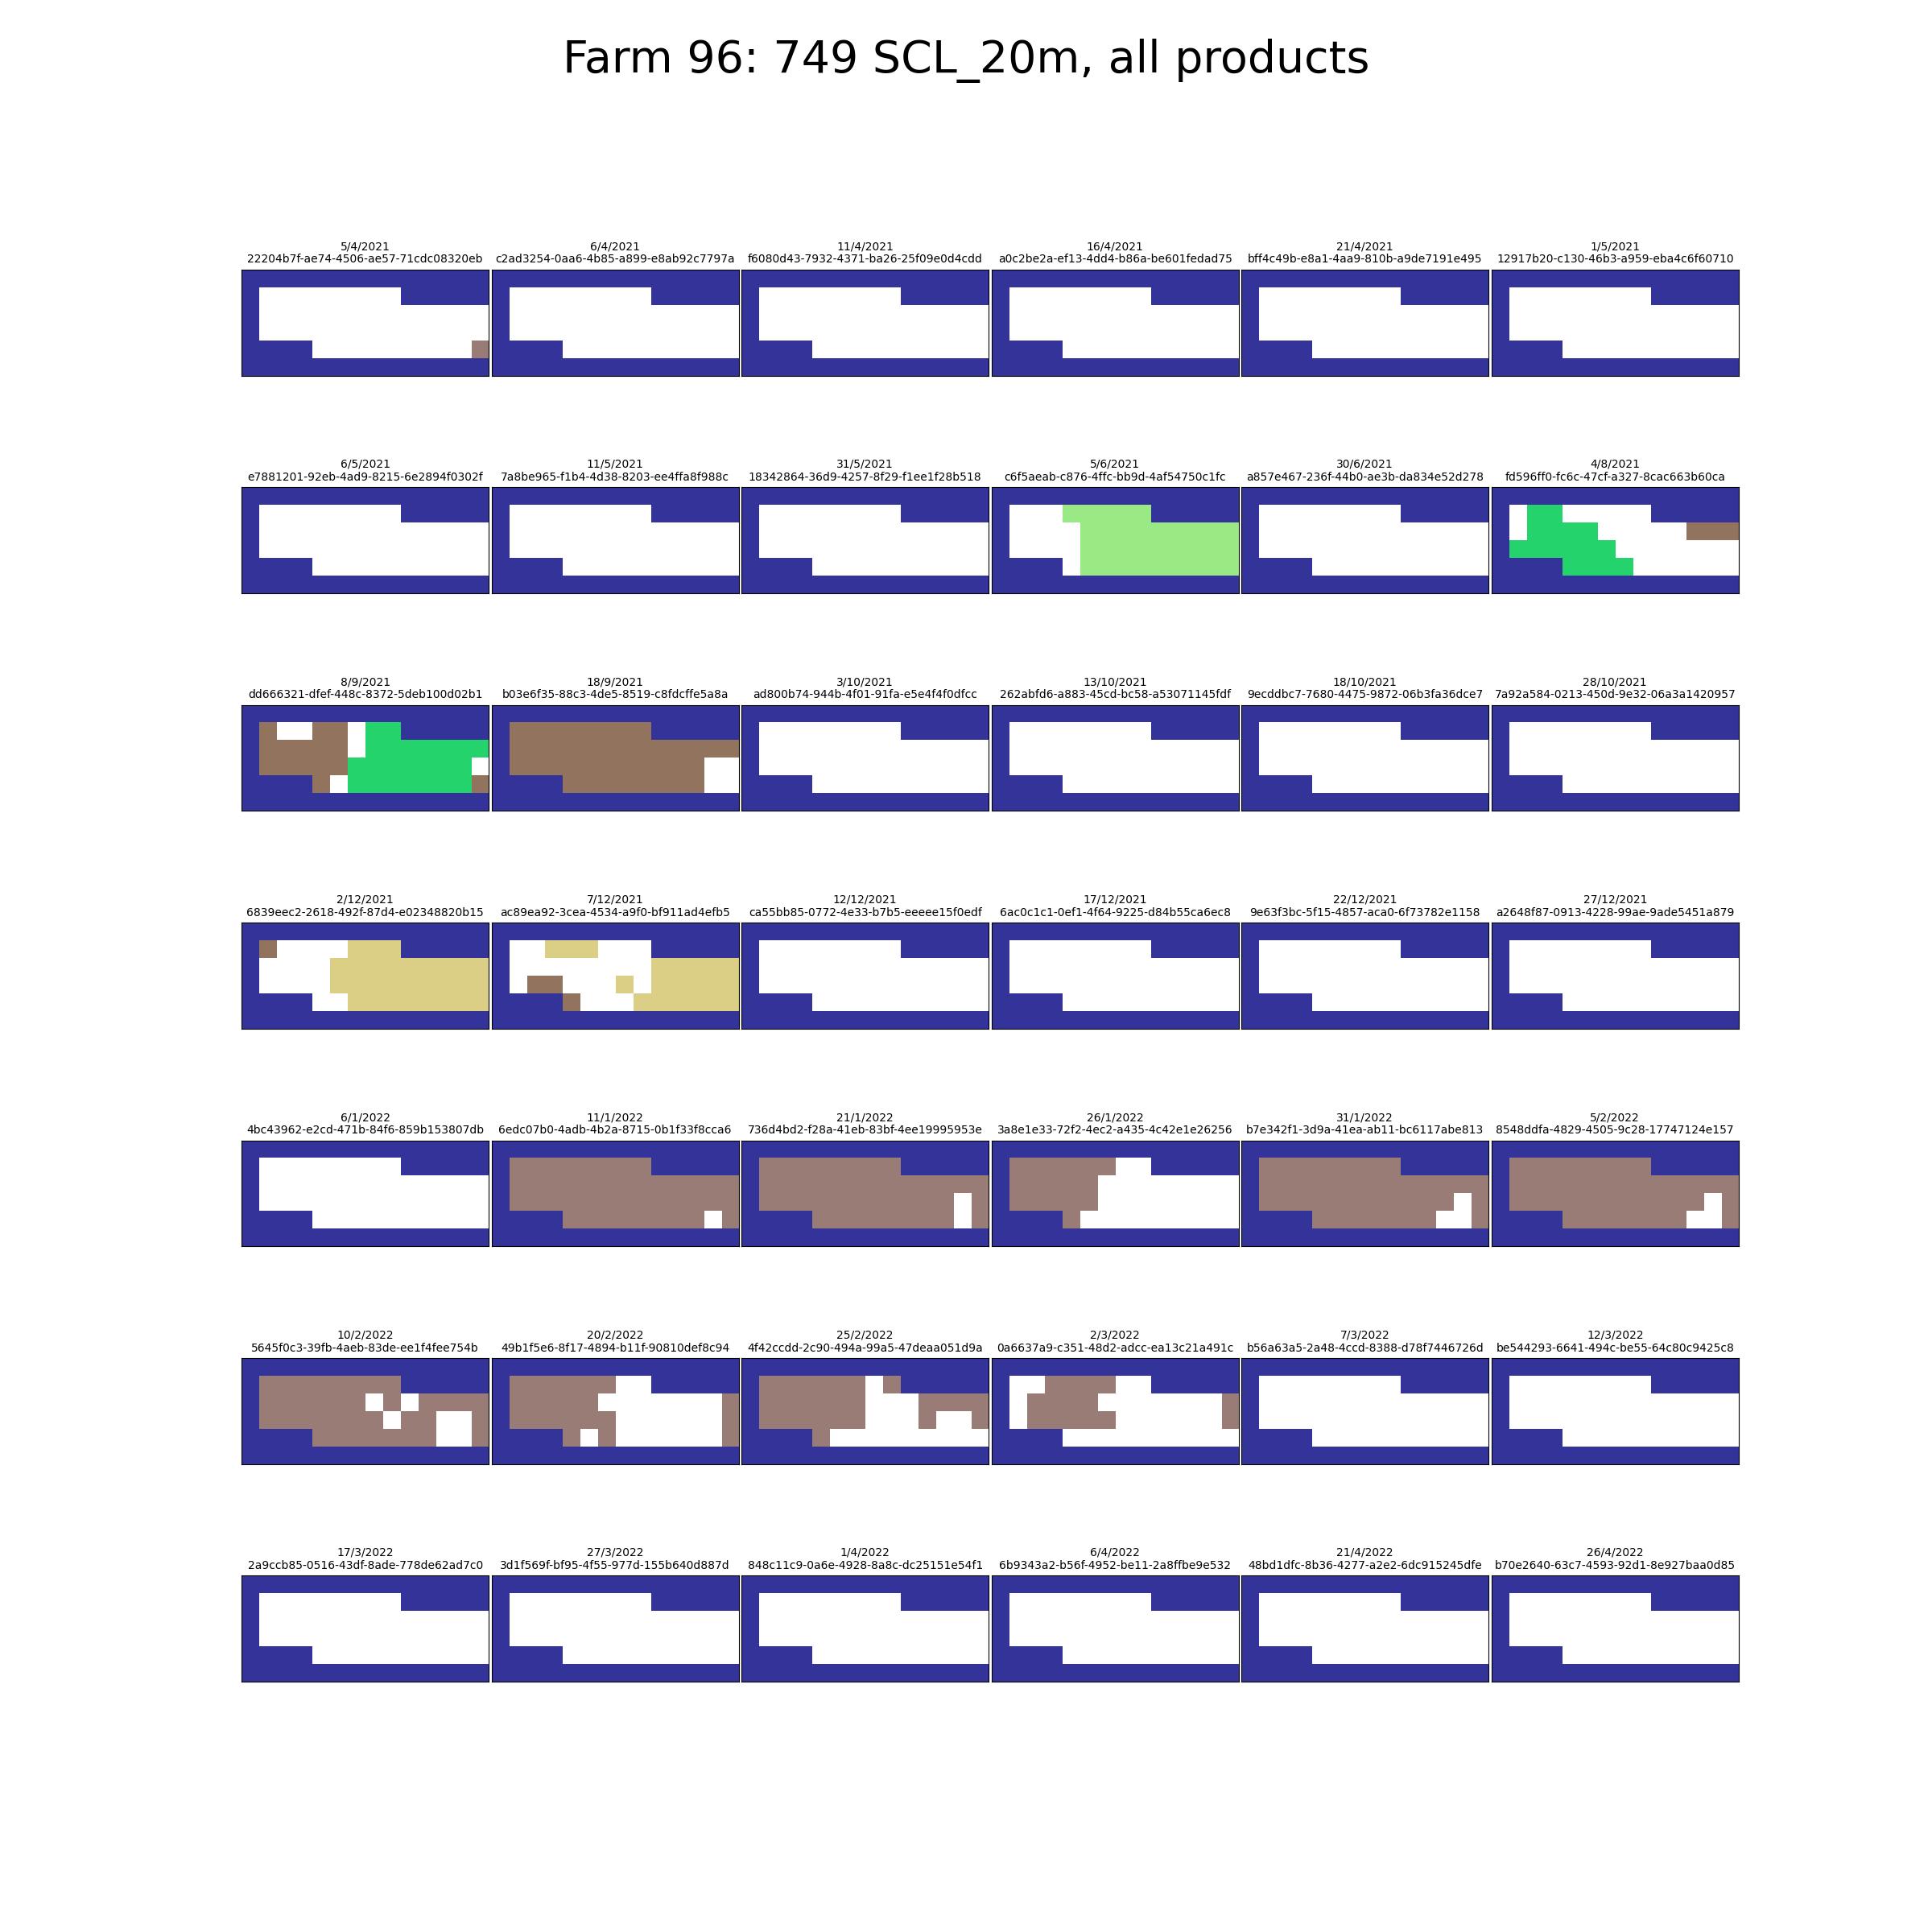 Farm 96: 749 SCL_20m, all products
5/4/2021
22204b7f-ae74-4506-ae57-71cdc08320eb
6/4/2021
c2ad3254-0aa6-4b85-a899-e8ab92c7797a
11/4/2021
f6080d43-7932-4371-ba26-25f09e0d4cdd
16/4/2021
a0c2be2a-ef13-4dd4-b86a-be601fedad75
21/4/2021
bff4c49b-e8a1-4aa9-810b-a9de7191e495
1/5/2021
12917b20-c130-46b3-a959-eba4c6f60710
6/5/2021
e7881201-92eb-4ad9-8215-6e2894f0302f
11/5/2021
7a8be965-f1b4-4d38-8203-ee4ffa8f988c
31/5/2021
18342864-36d9-4257-8f29-f1ee1f28b518
5/6/2021
c6f5aeab-c876-4ffc-bb9d-4af54750c1fc
30/6/2021
a857e467-236f-44b0-ae3b-da834e52d278
4/8/2021
fd596ff0-fc6c-47cf-a327-8cac663b60ca
8/9/2021
dd666321-dfef-448c-8372-5deb100d02b1
18/9/2021
b03e6f35-88c3-4de5-8519-c8fdcffe5a8a
3/10/2021
ad800b74-944b-4f01-91fa-e5e4f4f0dfcc
13/10/2021
262abfd6-a883-45cd-bc58-a53071145fdf
18/10/2021
9ecddbc7-7680-4475-9872-06b3fa36dce7
28/10/2021
7a92a584-0213-450d-9e32-06a3a1420957
2/12/2021
6839eec2-2618-492f-87d4-e02348820b15
7/12/2021
ac89ea92-3cea-4534-a9f0-bf911ad4efb5
12/12/2021
ca55bb85-0772-4e33-b7b5-eeeee15f0edf
17/12/2021
6ac0c1c1-0ef1-4f64-9225-d84b55ca6ec8
22/12/2021
9e63f3bc-5f15-4857-aca0-6f73782e1158
27/12/2021
a2648f87-0913-4228-99ae-9ade5451a879
6/1/2022
4bc43962-e2cd-471b-84f6-859b153807db
11/1/2022
6edc07b0-4adb-4b2a-8715-0b1f33f8cca6
21/1/2022
736d4bd2-f28a-41eb-83bf-4ee19995953e
26/1/2022
3a8e1e33-72f2-4ec2-a435-4c42e1e26256
31/1/2022
b7e342f1-3d9a-41ea-ab11-bc6117abe813
5/2/2022
8548ddfa-4829-4505-9c28-17747124e157
10/2/2022
5645f0c3-39fb-4aeb-83de-ee1f4fee754b
20/2/2022
49b1f5e6-8f17-4894-b11f-90810def8c94
25/2/2022
4f42ccdd-2c90-494a-99a5-47deaa051d9a
2/3/2022
0a6637a9-c351-48d2-adcc-ea13c21a491c
7/3/2022
b56a63a5-2a48-4ccd-8388-d78f7446726d
12/3/2022
be544293-6641-494c-be55-64c80c9425c8
17/3/2022
2a9ccb85-0516-43df-8ade-778de62ad7c0
27/3/2022
3d1f569f-bf95-4f55-977d-155b640d887d
1/4/2022
848c11c9-0a6e-4928-8a8c-dc25151e54f1
6/4/2022
6b9343a2-b56f-4952-be11-2a8ffbe9e532
21/4/2022
48bd1dfc-8b36-4277-a2e2-6dc915245dfe
26/4/2022
b70e2640-63c7-4593-92d1-8e927baa0d85